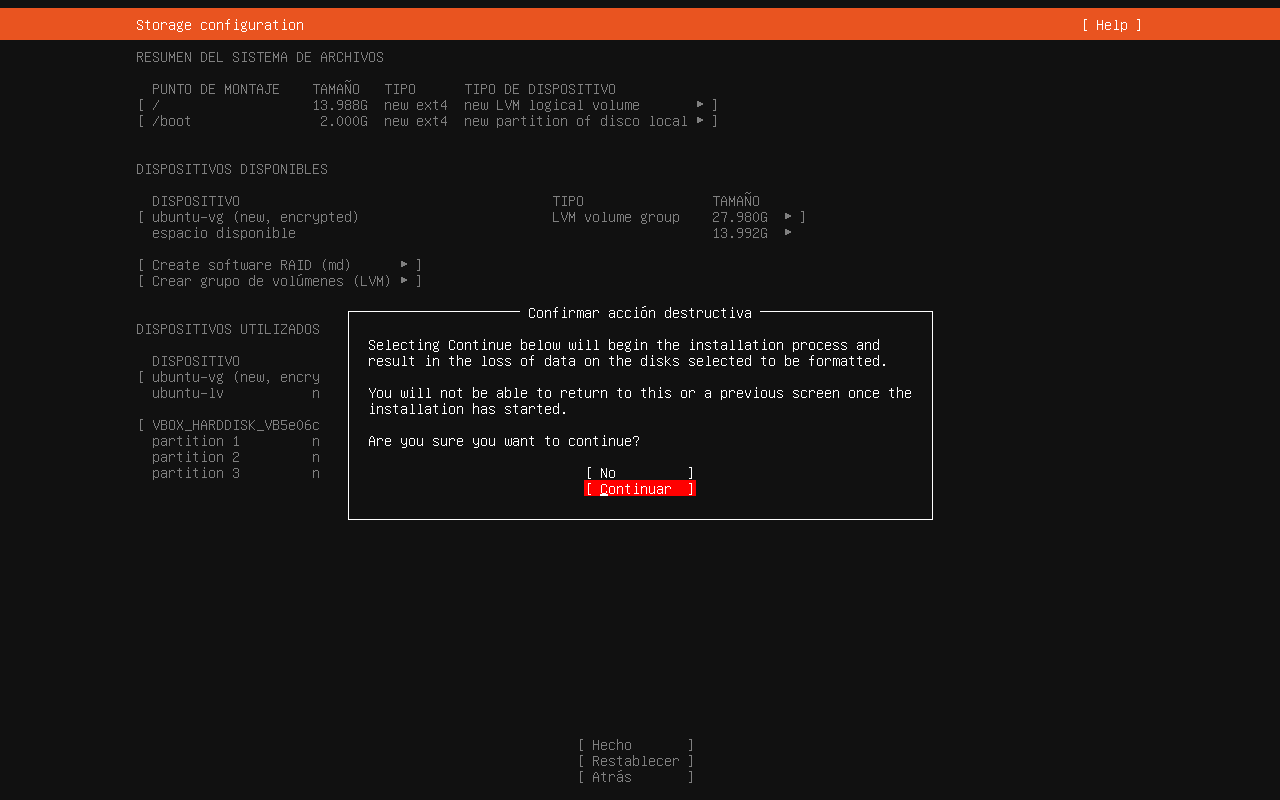 Storage configuration [ Help ]
RESUMEN DEL SISTEMA DE ARCHIVOS
PUNTO DE MONTAJE TAMAÑO TIPO TIPO DE DISPOSITIVO
[ / 13.988G new ext4 new LVM logical volume ▸ ]
[ /boot 2.000G new ext4 new partition of disco local ▸ ]
DISPOSITIVOS DISPONIBLES
DISPOSITIVO TIPO TAMAÑO
[ ubuntu-vg (new, encrypted) LVM volume group 27.980G ▸ ]
espacio disponible 13.992G ▸
[ Create software RAID (md) ▸ ]
[ Crear grupo de volúmenes (LVM) ▸ ]
DISPOSITIVOS UTILIZADOS
DISPOSITIVO
[ ubuntu-vg (new, encry
ubuntu-lv n
[ VBOX_HARDDISK_VB5e06c
partition 1 n
partition 2 n
partition 3 n
Confirmar acción destructiva
Selecting Continue below will begin the installation process and
result in the loss of data on the disks selected to be formatted.
You will not be able to return to this or a previous screen once the
installation has started.
Are you sure you want to continue?
[ No ]
[ Continuar ]
[ Hecho ]
[ Restablecer ]
[ Atrás ]